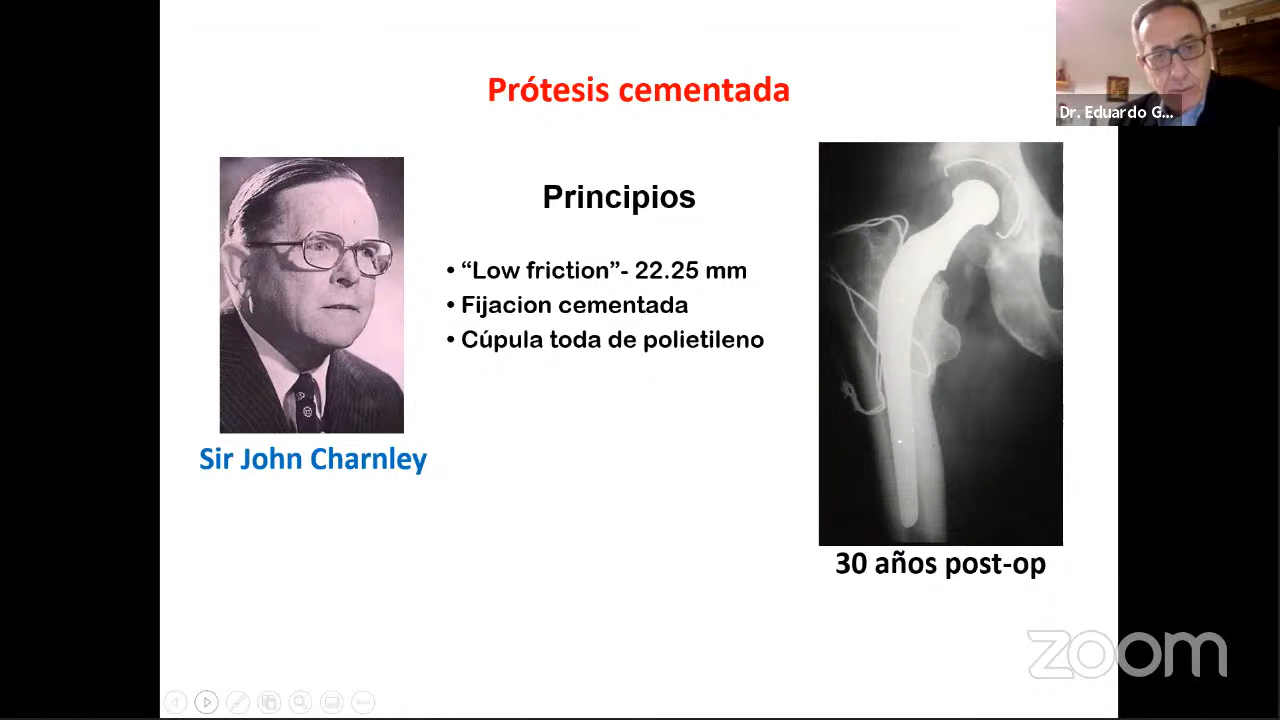 Prótesis cementada
Dr. Eduardo G...
Principios
• “Low friction”- 22.25 mm
• Fijacion cementada
• Cúpula toda de polietileno
Sir John Charnley
30 años post-op
zoom